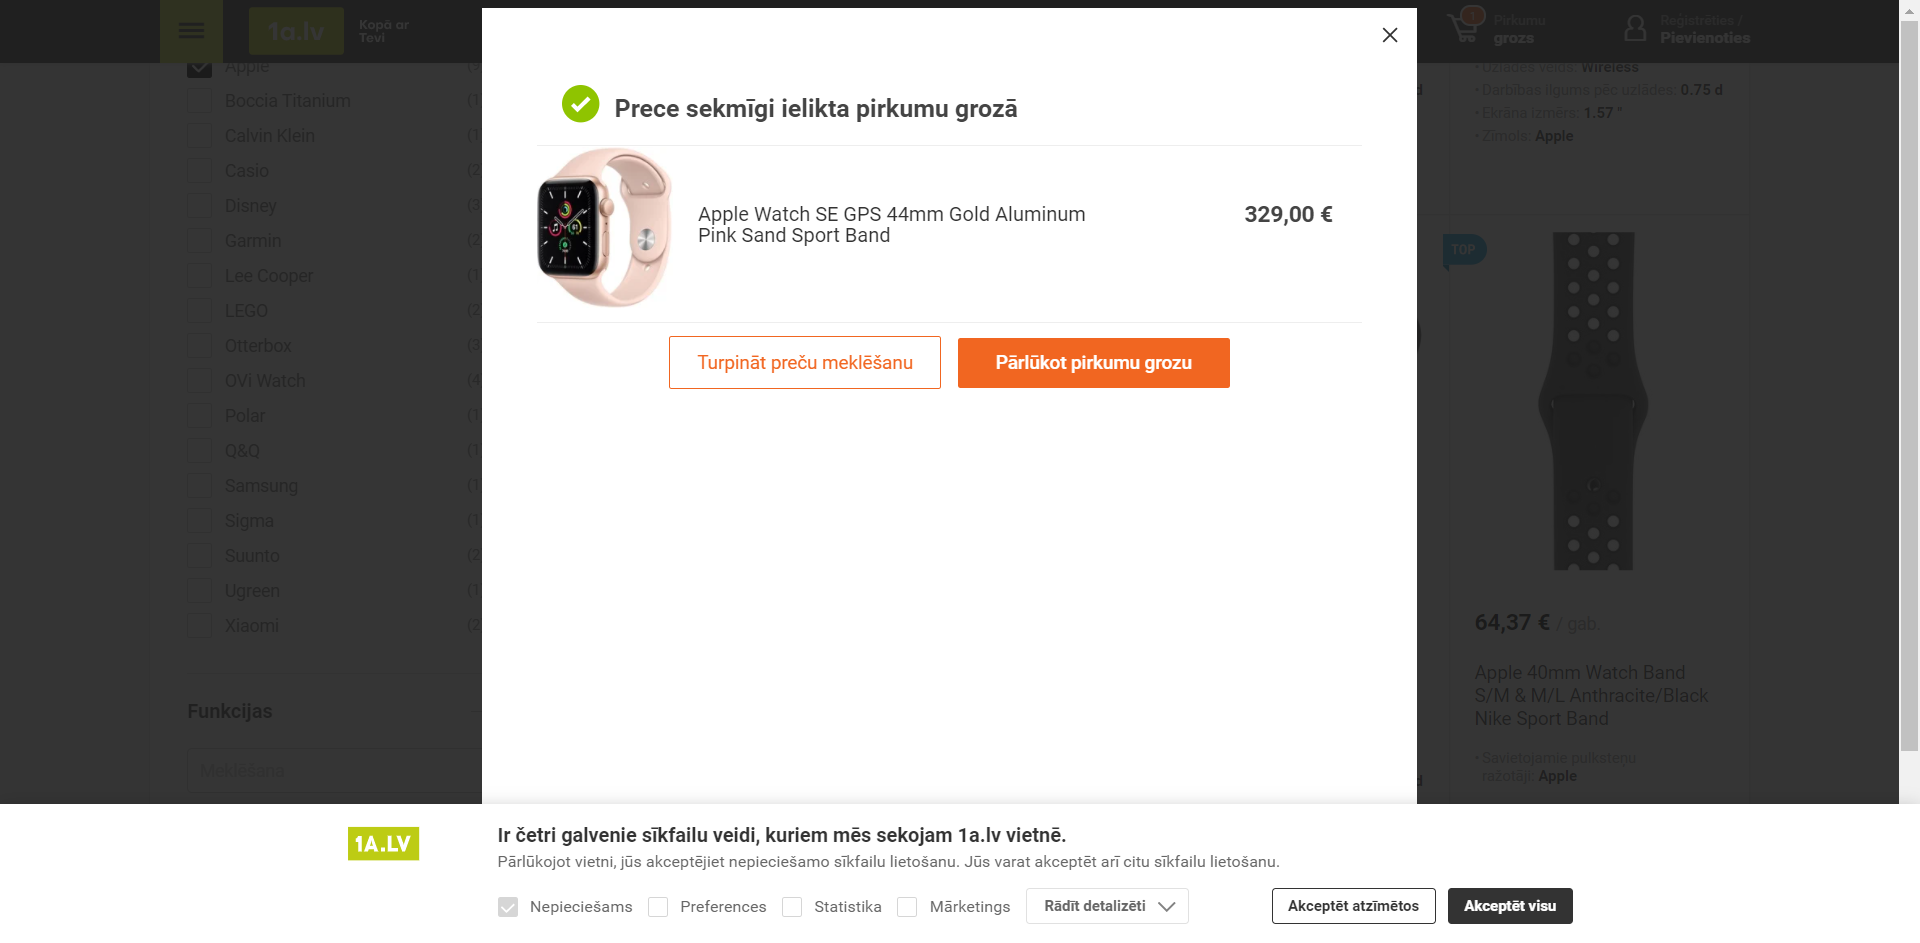 1a.lv
Kopā ar
Tevi
1
Pirkumu
grozs
Reģistrēties /
Pievienoties
Apple
Boccia Titanium
Calvin Klein
Casio
Disney
Garmin
Lee Cooper
LEGO
Otterbox
OVi Watch
Polar
Q&Q
Samsung
Sigma
Suunto
Ugreen
Xiaomi
Funkcijas
Meklēšana
Prece sekmīgi ielikta pirkumu grozā
Apple Watch SE GPS 44mm Gold Aluminum
Pink Sand Sport Band
329,00 €
Turpināt preču meklēšanu
Pārlūkot pirkumu grozu
• Uzlādes veids: Wireless
• Darbības ilgums pēc uzlādes: 0.75 d
• Ekrāna izmērs: 1.57 "
• Zīmols: Apple
TOP
64,37 € / gab.
Apple 40mm Watch Band
S/M & M/L Anthracite/Black
Nike Sport Band
• Savietojamie pulksteņu
ražotāji: Apple
1A.LV
Ir četri galvenie sīkfailu veidi, kuriem mēs sekojam 1a.lv vietnē.
Pārlūkojot vietni, jūs akceptējiet nepieciešamo sīkfailu lietošanu. Jūs varat akceptēt arī citu sīkfailu lietošanu.
Nepieciešams
Preferences
Statistika
Mārketings
Rādīt detalizēti
Akceptēt atzīmētos
Akceptēt visu